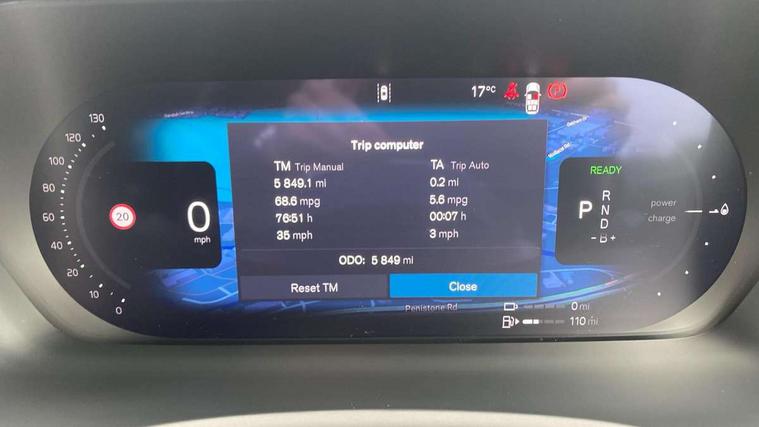 17°C
130
120
100
80
60
40
20
10
0
20
0
mph
Trip computer
TM Trip Manual
5 849.1 mi
68.6 mpg
76:51 h
35 mph
TA Trip Auto
0.2 mi
5.6 mpg
00:07 h
3 mph
ODO: 5 849 mi
Reset TM
Close
READY
P
R
N
D
- B +
power
charge
Penistone Rd
0 mi
110 mi